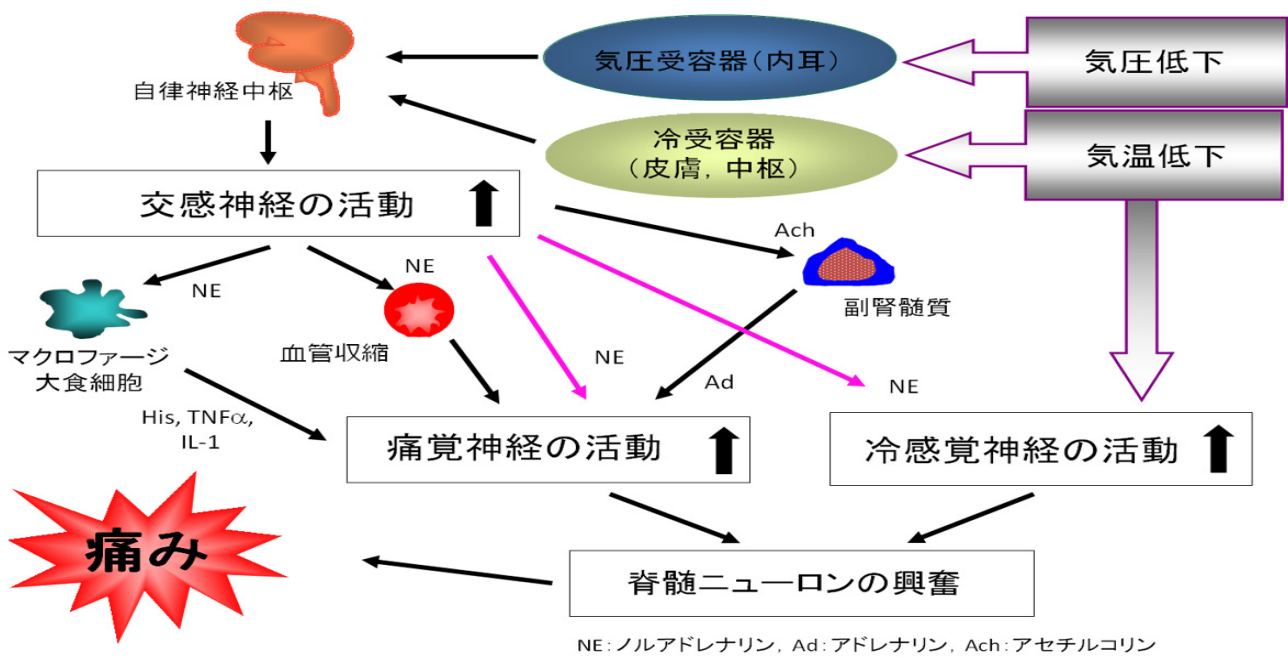 気圧低下
気圧受容器(内耳)
自律神経中枢
気温低下
冷受容器
(皮膚, 中枢)
交感神経の活動
Ach
NE
NE
副腎髄質
マクロファージ
大食細胞
血管収縮
NE
Ad
NE
His, TNFα,
IL-1
痛覚神経の活動
冷感覚神経の活動
痛み
脊髄ニューロンの興奮
NE:ノルアドレナリン, Ad:アドレナリン, Ach:アセチルコリン